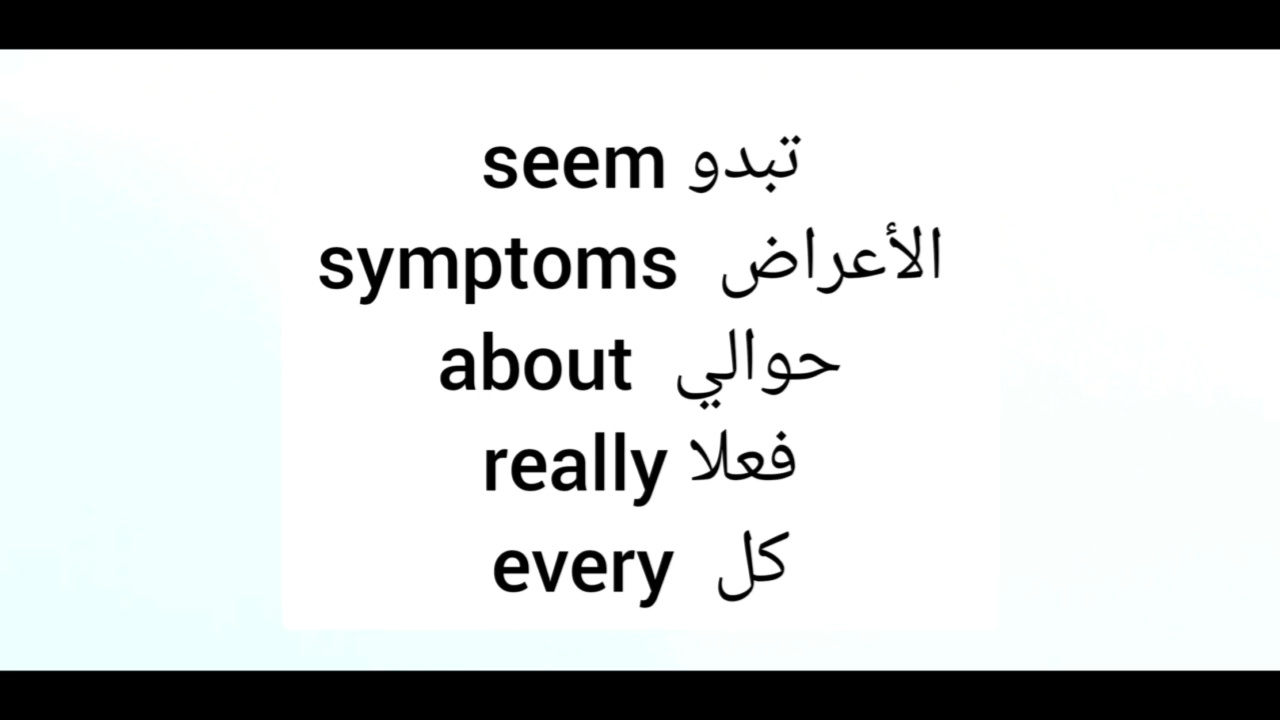 seem تبدو
symptoms الأعراض
about حوالي
really فعلا
every كل